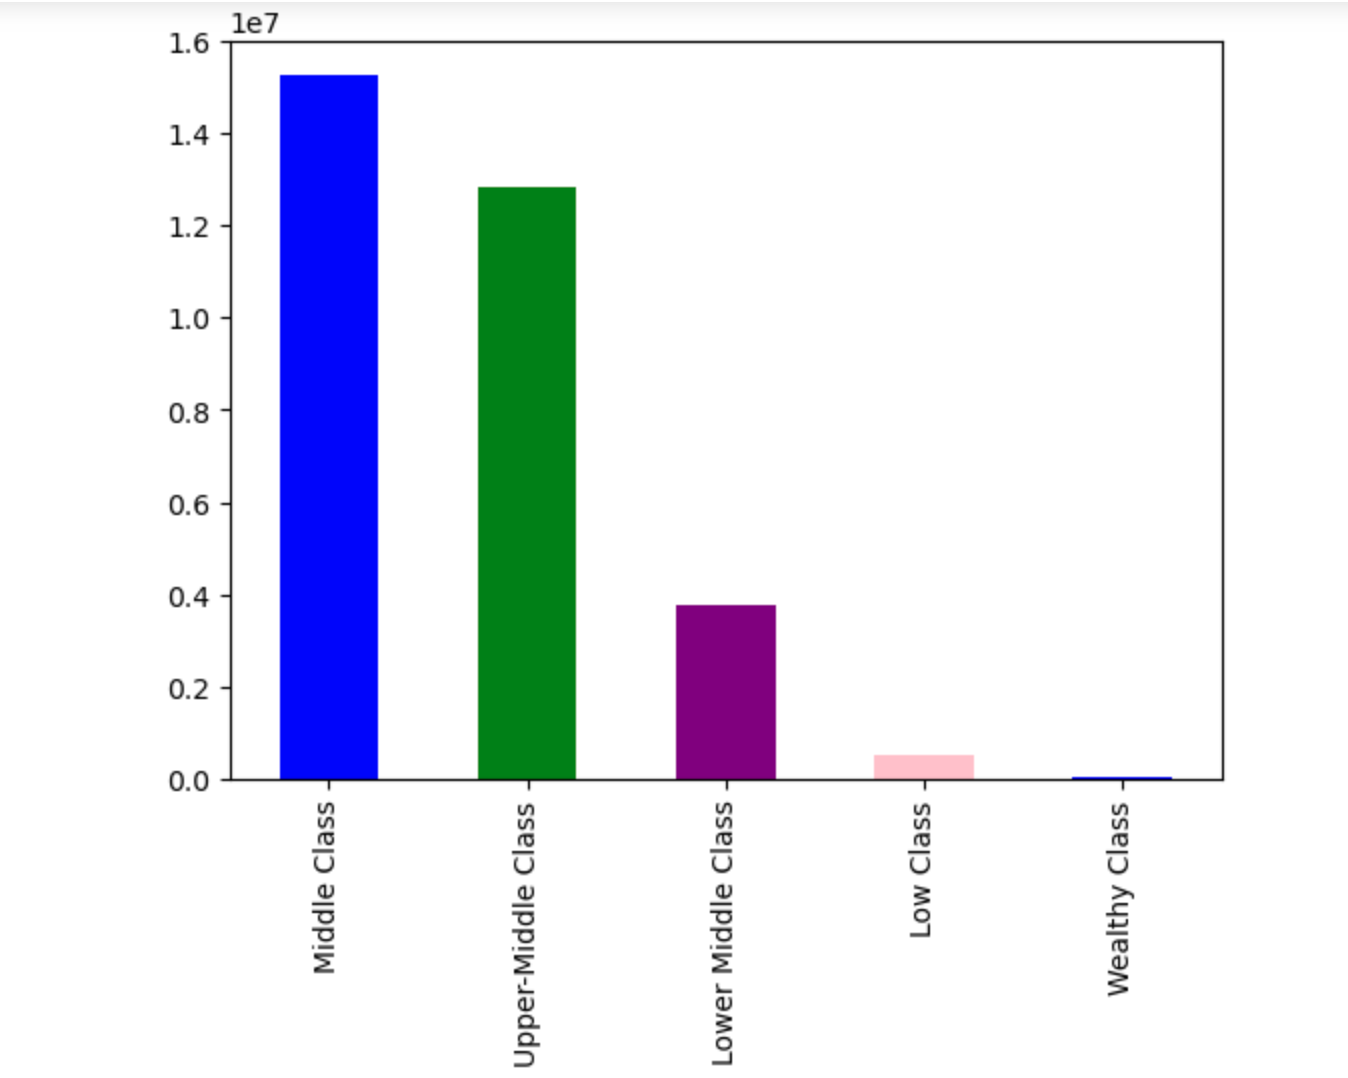 1e7
1.6
1.4
1.2
1.0
0.8
0.6
0.4
0.2
0.0
Middle Class
Upper-Middle Class
Lower Middle Class
Low Class
Wealthy Class